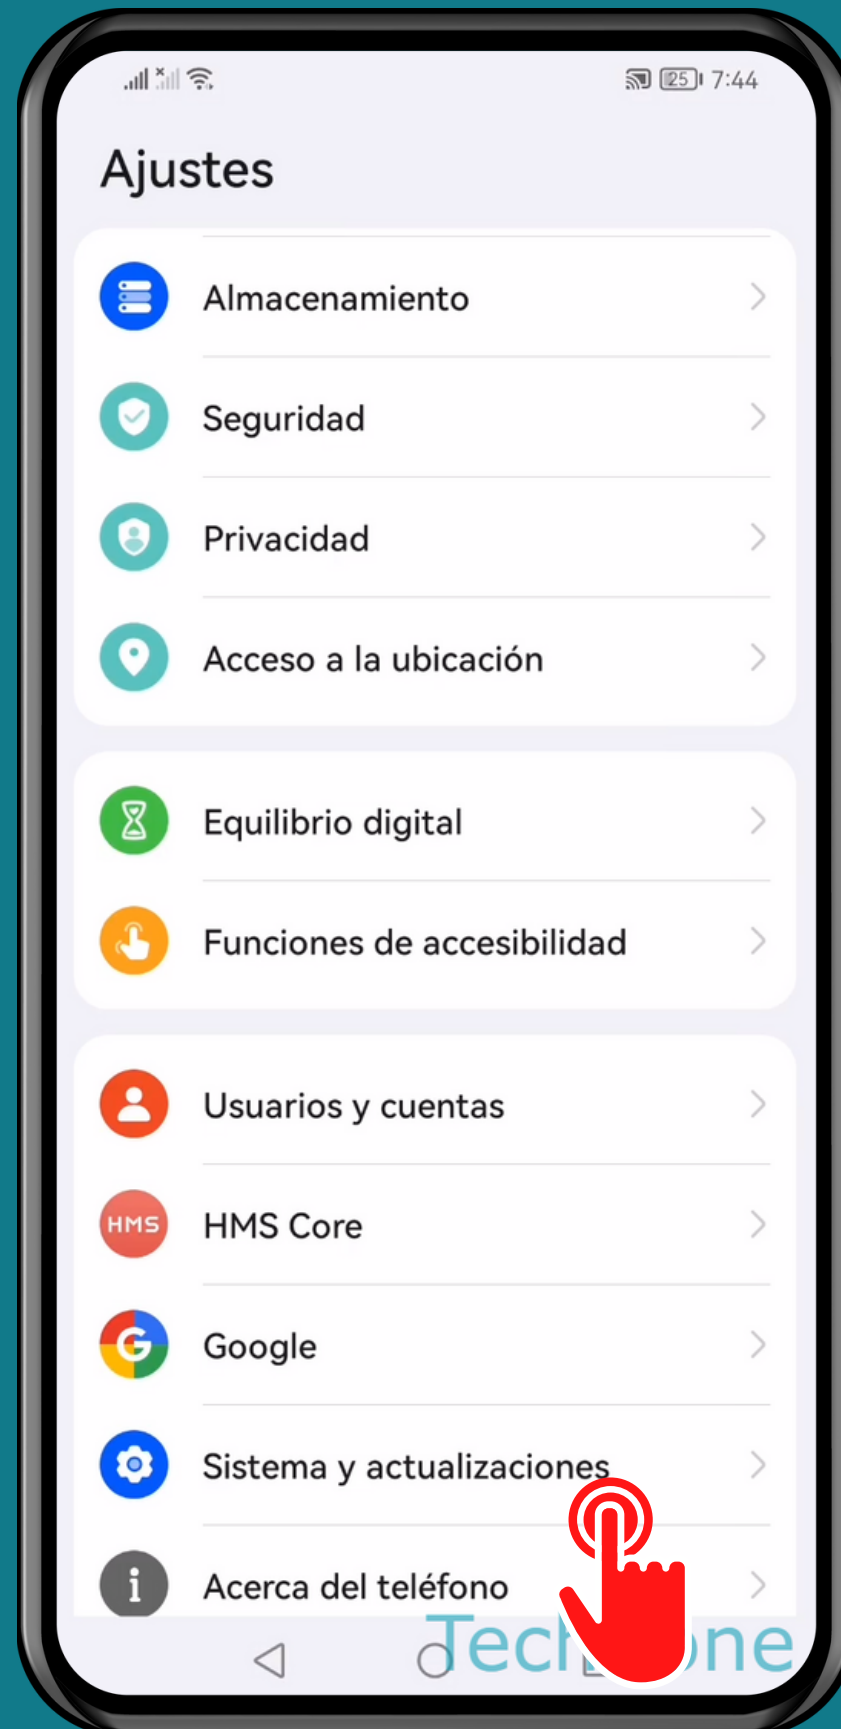 25 7:44
Ajustes
Almacenamiento
Seguridad
Privacidad
Acceso a la ubicación
Equilibrio digital
Funciones de accesibilidad
Usuarios y cuentas
HMS HMS Core
G Google
Sistema y actualizaciones
i Acerca del teléfono